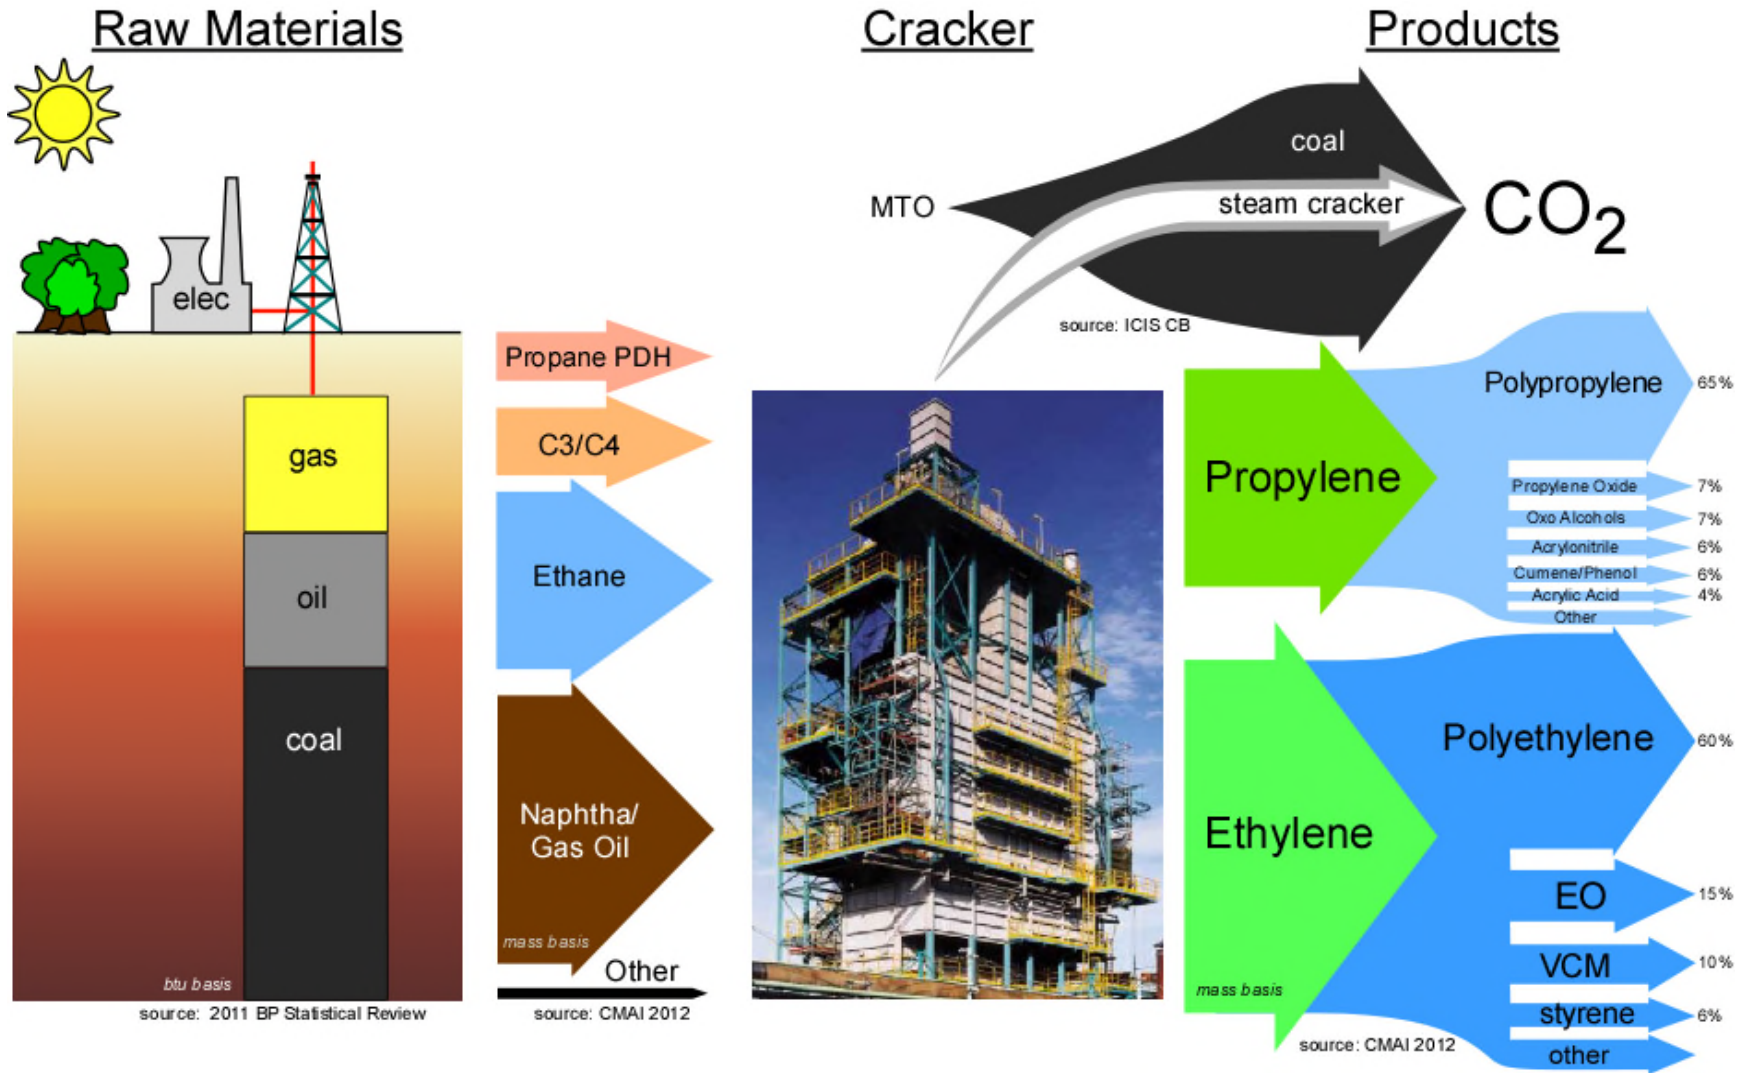 Raw Materials
Cracker
Products
coal
MTO
steam cracker
CO2
elec
source: ICIS CB
Propane PDH
C3/C4
Ethane
Naphtha/
Gas Oil
mass basis
Other
source: CMAI 2012
gas
oil
coal
btu basis
source: 2011 BP Statistical Review
Propylene
Polypropylene 65%
Propylene Oxide 7%
Oxo Alcohols 7%
Acrylonitrile 6%
Cumene/Phenol 6%
Acrylic Acid 4%
Other
Ethylene
mass basis
Polyethylene 60%
EO 15%
VCM 10%
styrene 6%
other
source: CMAI 2012